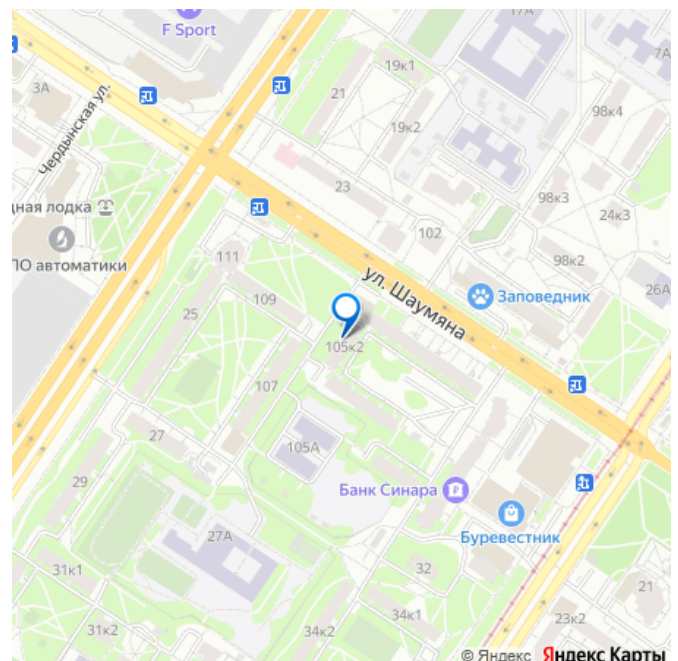 17А
F Sport
7А
19к1
3А
21
98к4
Чердынская ул.
19к2
23
98к3
24к3
дная лодка
102
ПО автоматики
111
98к2
ул. Шаумяна
26А
Заповедник
109
25
105к2
107
27
105А
29
Банк Синара
Буревестник
27А
31к1
32
21
34к1
23к2
31к2
34к2
© Яндекс Яндекс Карты